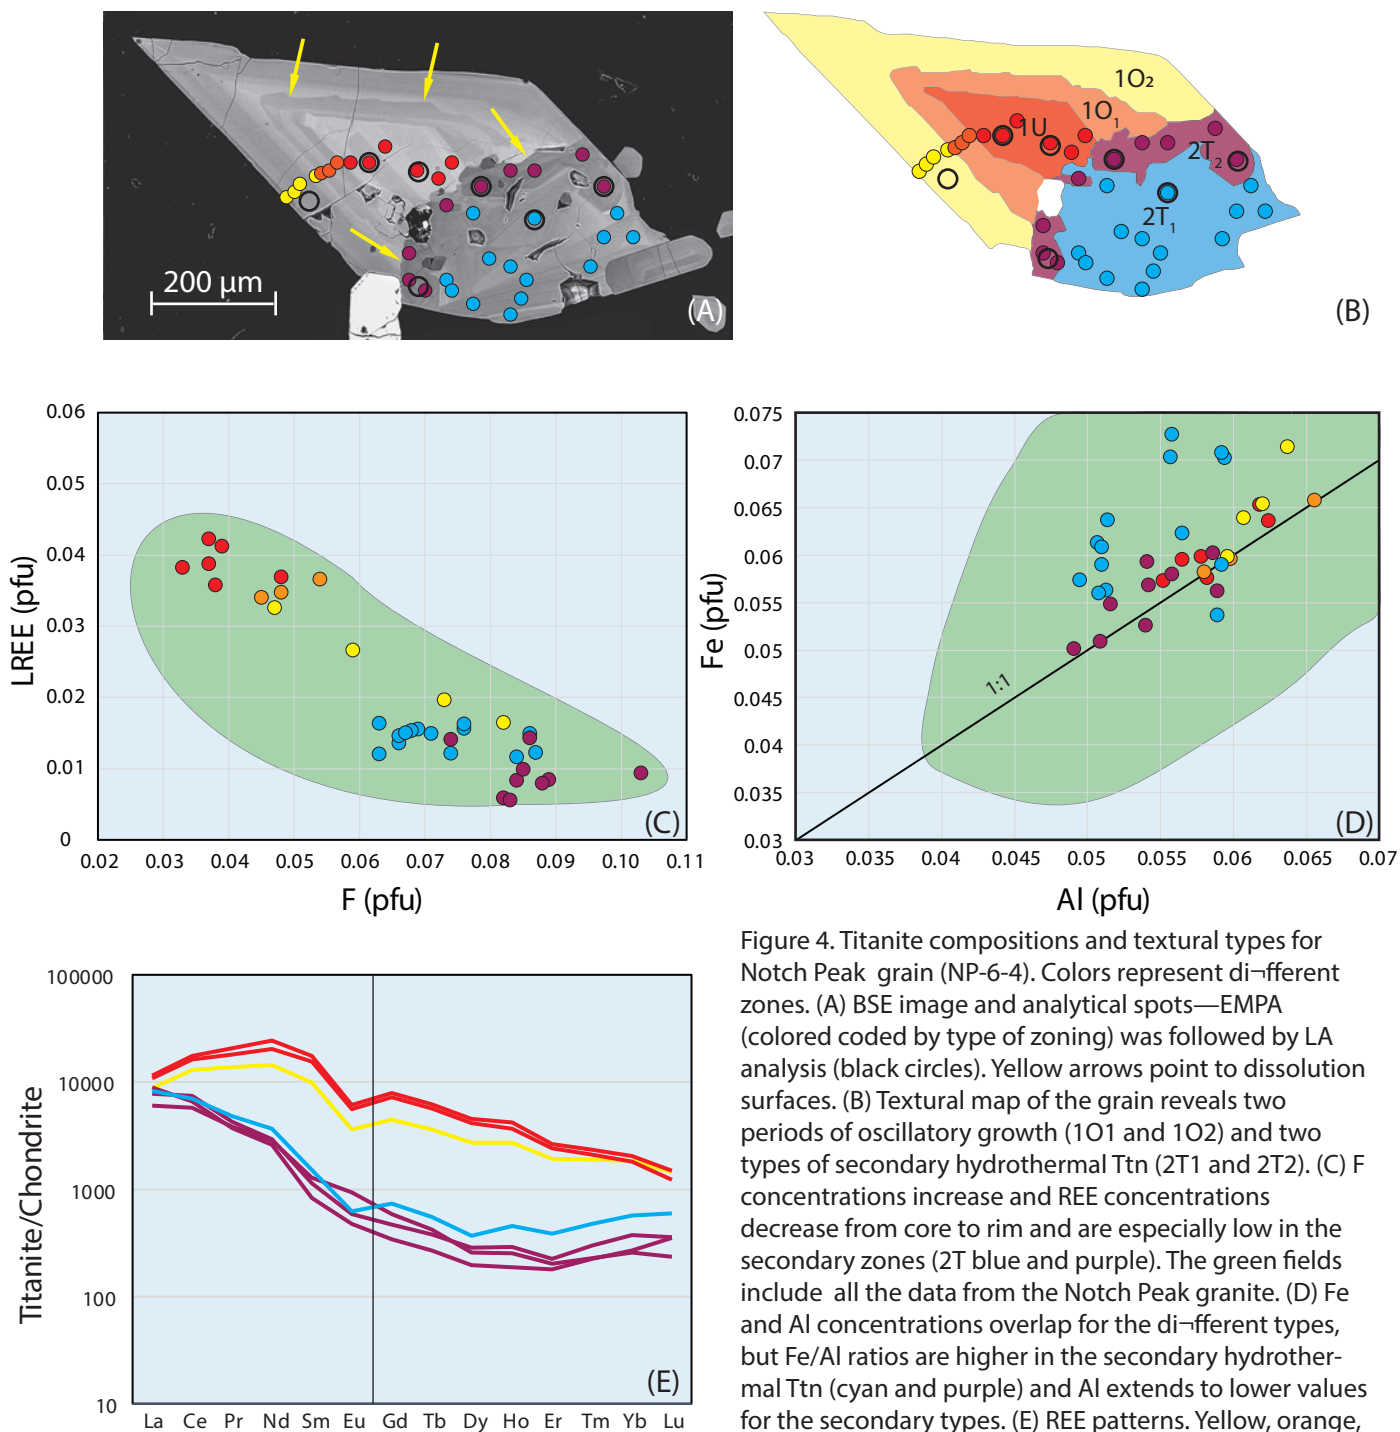 200 µm
(A)
1O₂
1O₁
1U
2T₂
2T₁
(B)
0.06
0.05
0.04
0.03
0.02
0.01
0
LREE (pfu)
0.02 0.03 0.04 0.05 0.06 0.07 0.08 0.09 0.10 0.11
F (pfu)
(C)
0.075
0.07
0.065
0.06
0.055
0.05
0.045
0.04
0.035
0.03
Fe (pfu)
1:1
(D)
0.03 0.035 0.04 0.045 0.05 0.055 0.06 0.065 0.07
Al (pfu)
100000
10000
1000
100
10
Titanite/Chondrite
(E)
La Ce Pr Nd Sm Eu Gd Tb Dy Ho Er Tm Yb Lu
Figure 4. Titanite compositions and textural types for
Notch Peak grain (NP-6-4). Colors represent di¬fferent
zones. (A) BSE image and analytical spots—EMPA
(colored coded by type of zoning) was followed by LA
analysis (black circles). Yellow arrows point to dissolution
surfaces. (B) Textural map of the grain reveals two
periods of oscillatory growth (1O1 and 1O2) and two
types of secondary hydrothermal Ttn (2T1 and 2T2). (C) F
concentrations increase and REE concentrations
decrease from core to rim and are especially low in the
secondary zones (2T blue and purple). The green fields
include all the data from the Notch Peak granite. (D) Fe
and Al concentrations overlap for the di¬fferent types,
but Fe/Al ratios are higher in the secondary hydrother-
mal Ttn (cyan and purple) and Al extends to lower values
for the secondary types. (E) REE patterns. Yellow, orange,